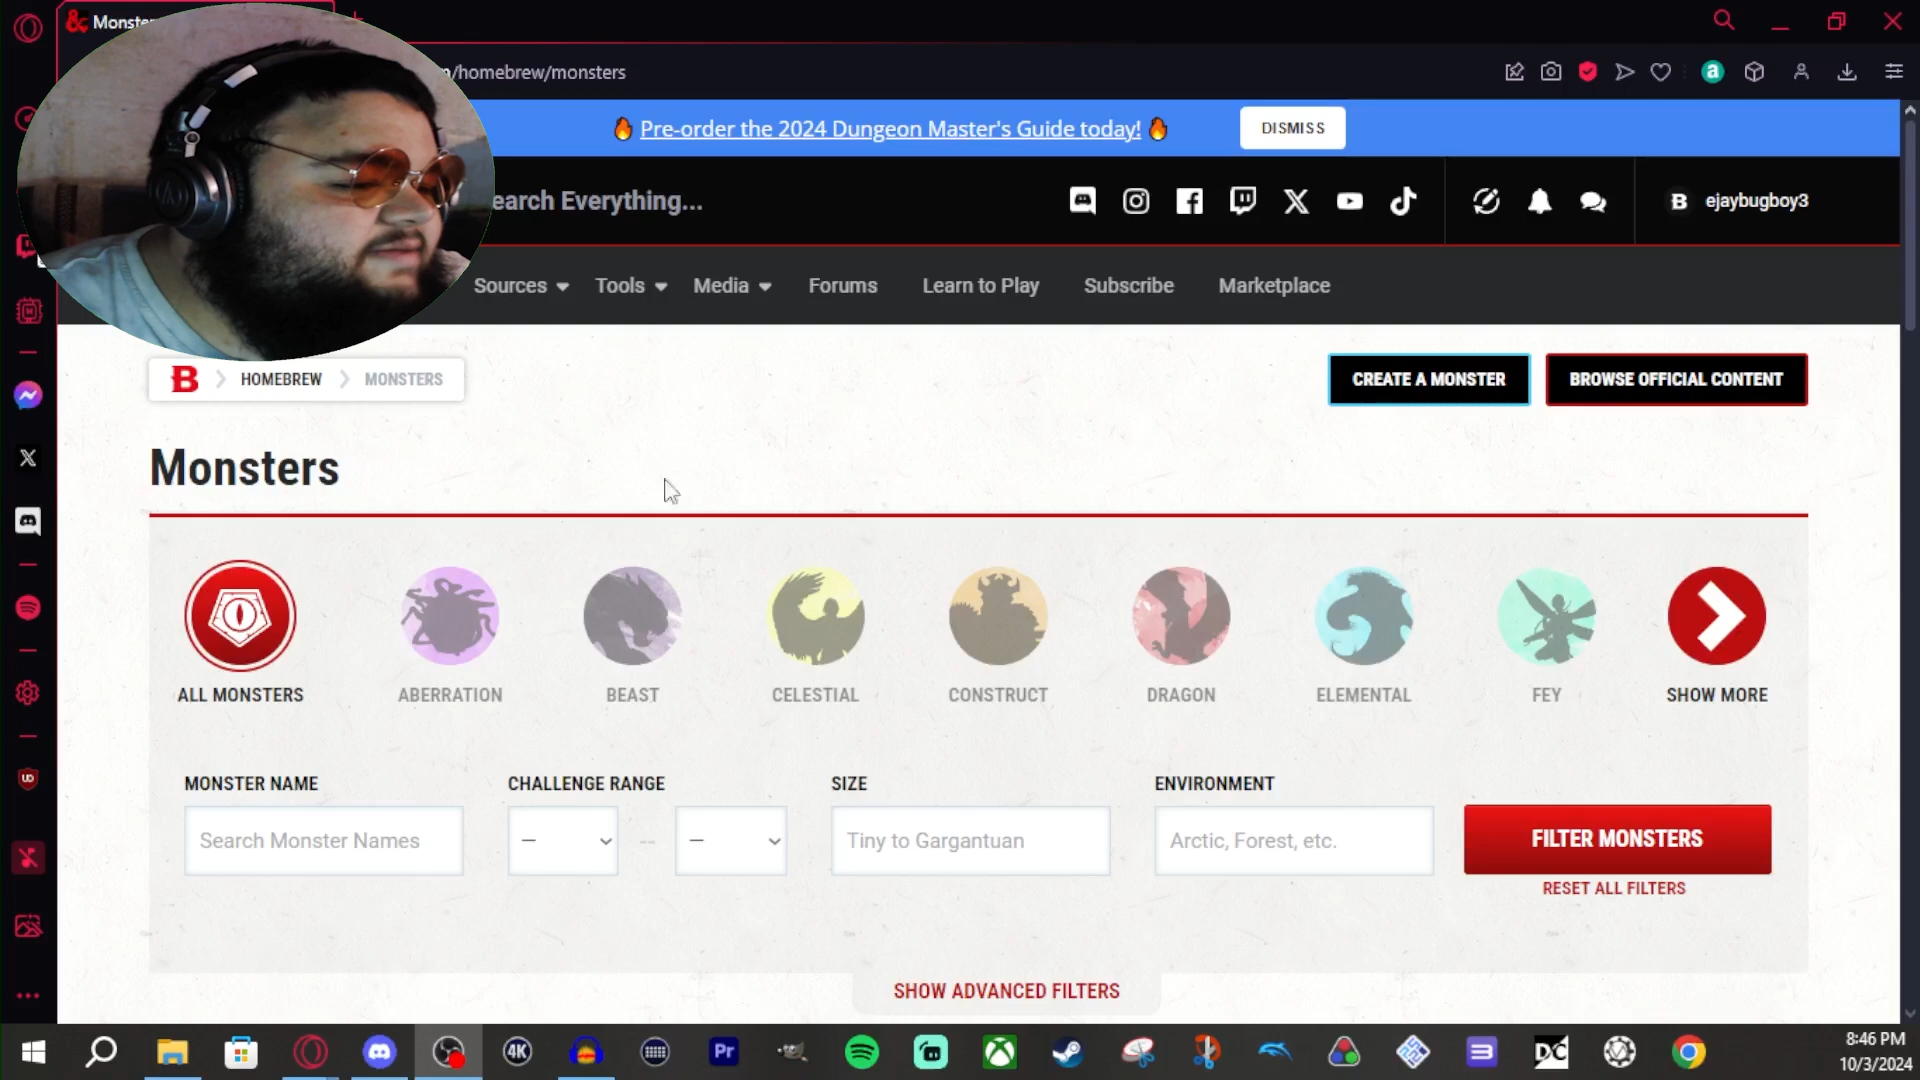 Monste
/homebrew/monsters
Pre-order the 2024 Dungeon Master's Guide today!
DISMISS
earch Everything...
B ejaybugboy3
Sources
Tools
Media
Forums
Learn to Play
Subscribe
Marketplace
B HOMEBREW MONSTERS
CREATE A MONSTER
BROWSE OFFICIAL CONTENT
Monsters
ALL MONSTERS
ABERRATION
BEAST
CELESTIAL
CONSTRUCT
DRAGON
ELEMENTAL
FEY
SHOW MORE
MONSTER NAME
CHALLENGE RANGE
SIZE
ENVIRONMENT
Search Monster Names
—
--
—
Tiny to Gargantuan
Arctic, Forest, etc.
FILTER MONSTERS
RESET ALL FILTERS
SHOW ADVANCED FILTERS
4K
Pr
DC
8:46 PM
10/3/2024